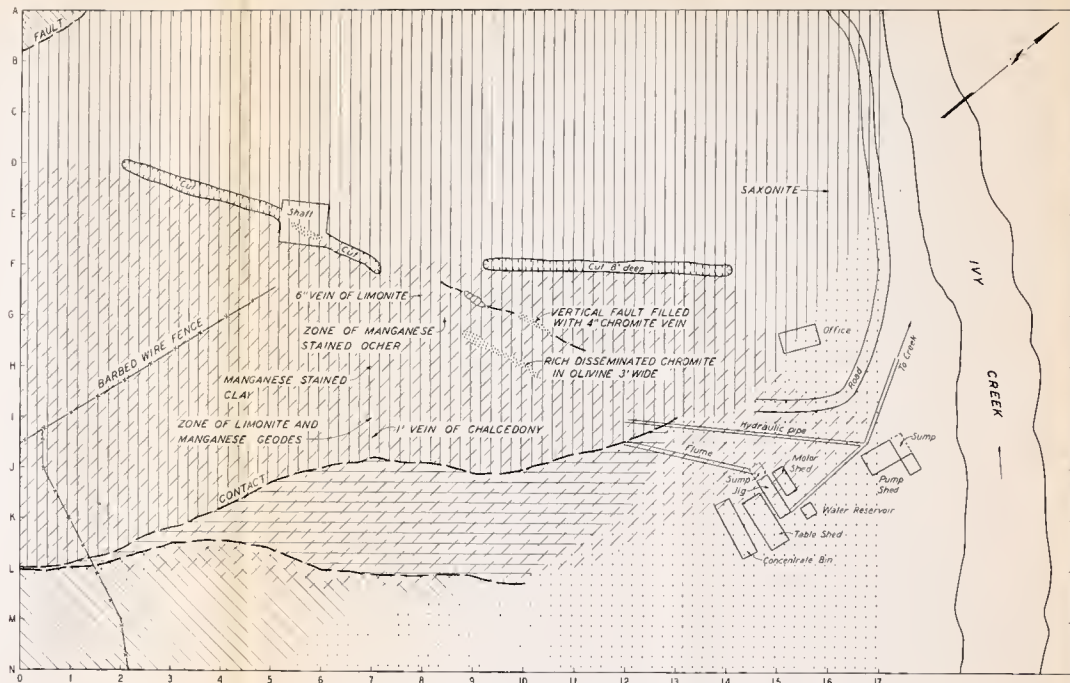 A
B
C
D
E
F
G
H
I
J
K
L
M
N
FAULT
Cut
Shaft
Cut
SAXONITE
Cut 8' deep
IVY
CREEK
6" VEIN OF LIMONITE
VERTICAL FAULT FILLED
WITH 4" CHROMITE VEIN
ZONE OF MANGANESE
STAINED OCHER
Office
BARBED WIRE FENCE
RICH DISSEMINATED CHROMITE
IN OLIVINE 3' WIDE
MANGANESE STAINED
CLAY
Road
To Creek
ZONE OF LIMONITE AND
MANGANESE GEODES
1" VEIN OF CHALCEDONY
Hydraulic pipe
Flume
Sump
Motor
Shed
Sump
Jig
Pump
Shed
CONTACT
Water Reservoir
Table Shed
Concentrate Bin
0 1 2 3 4 5 6 7 8 9 10 11 12 13 14 15 16 17